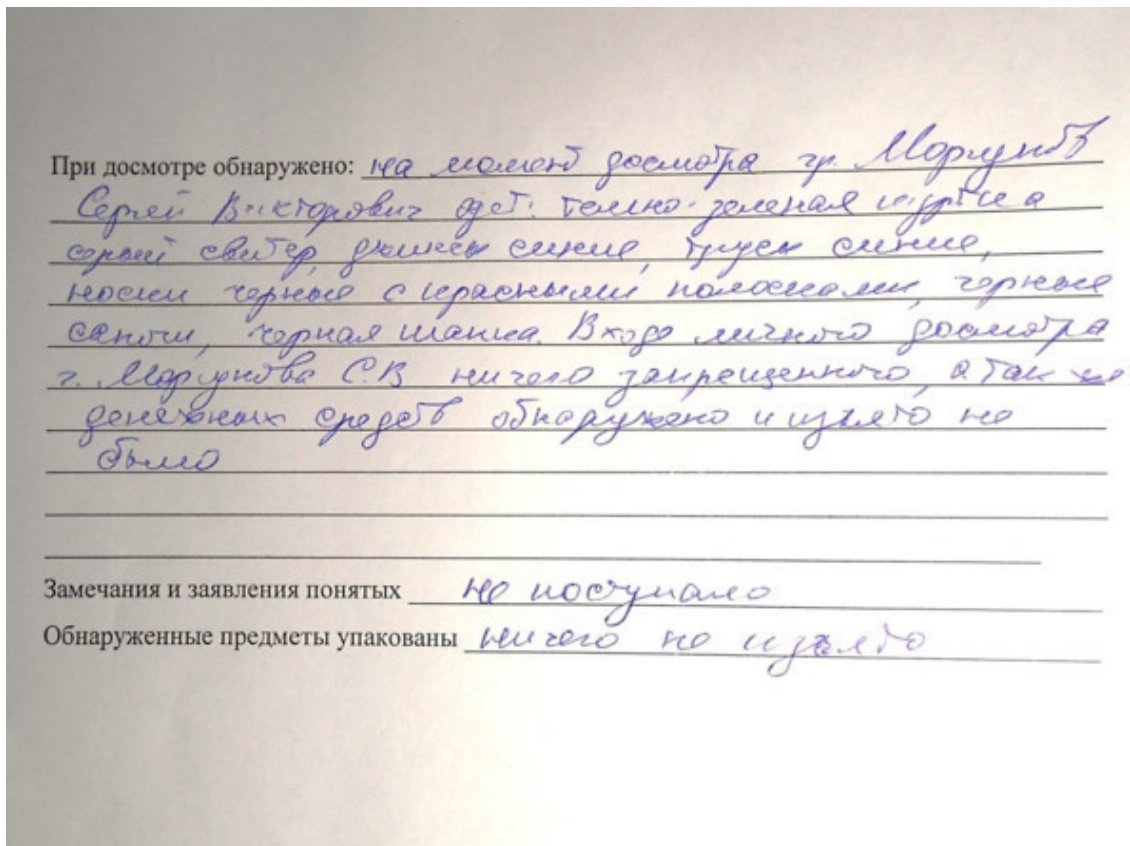 При досмотре обнаружено: на момент досмотра гр. Моргунов
Сергей Викторович одет: темно-зеленая куртка
серый свитер, джинсы синие, трусы синие,
носки черные с красными полосками, черные
сапоги, черная шапка. В ходе личного досмотра
г. Моргунова С.В ничего запрещенного, а так же
денежных средств обнаружено и изъято не
было
Замечания и заявления понятых не поступало
Обнаруженные предметы упакованы ничего не изъято